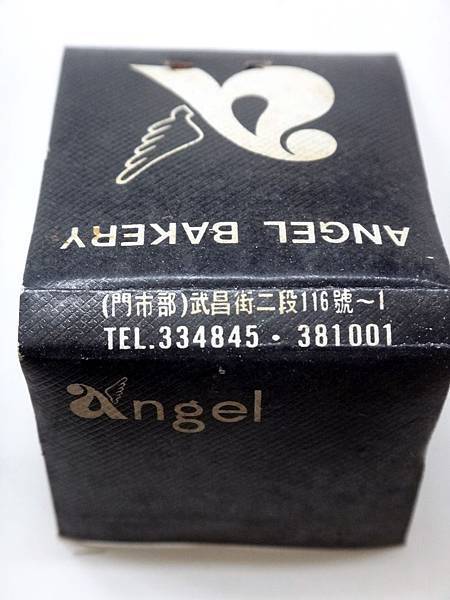 ANGEL BAKERY
(門市部)武昌街二段116號~1
TEL.334845・381001
angel